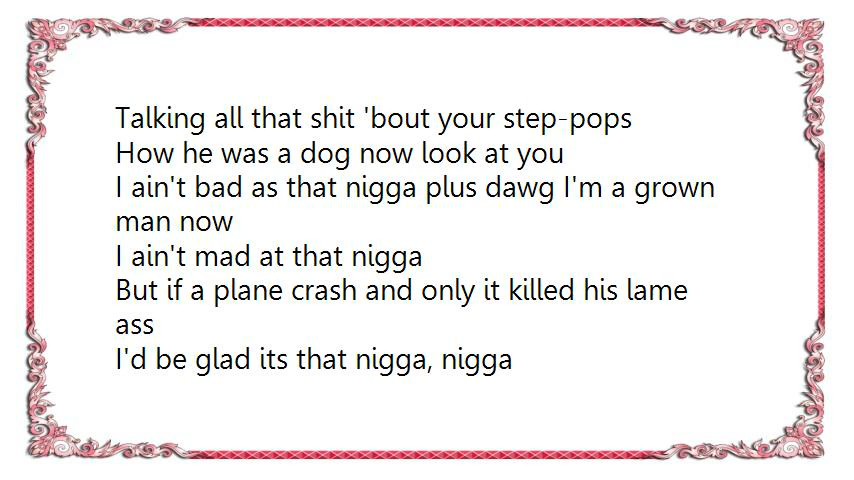 Talking all that shit 'bout your step-pops
How he was a dog now look at you
I ain't bad as that nigga plus dawg I'm a grown
man now
I ain't mad at that nigga
But if a plane crash and only it killed his lame
ass
I'd be glad its that nigga, nigga